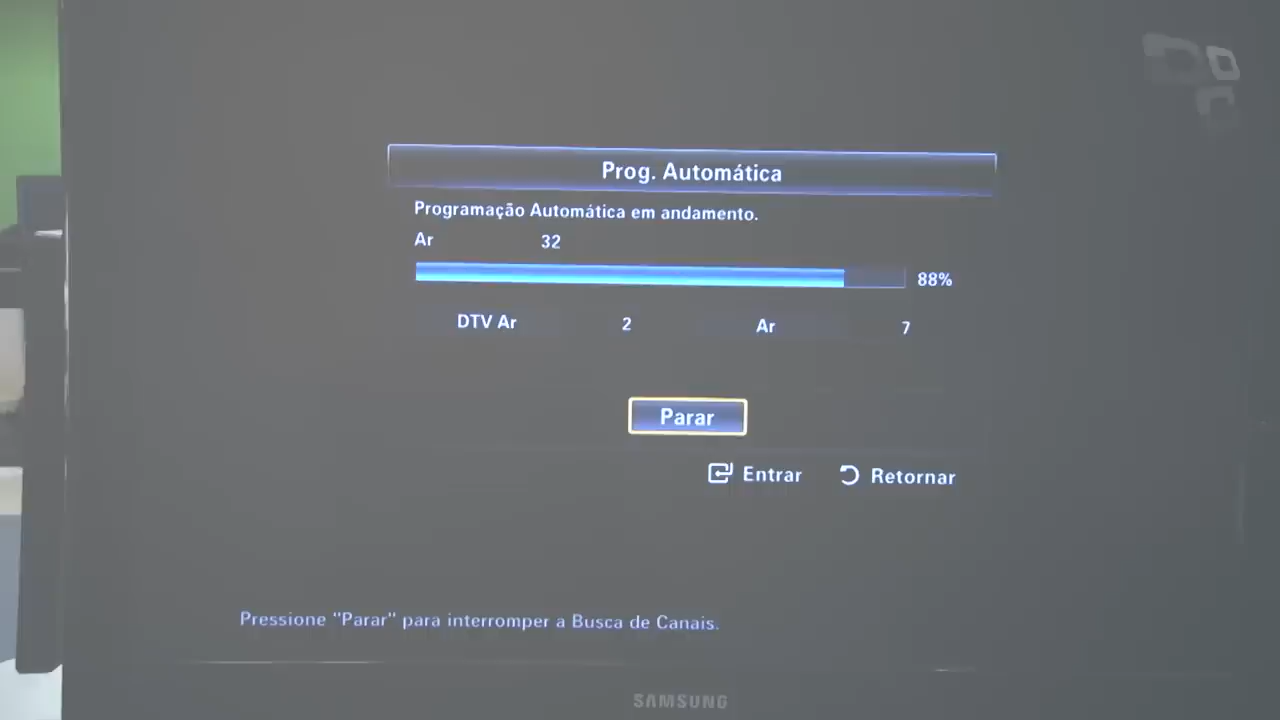 Prog. Automática
Programação Automática em andamento.
Ar 32
88%
DTV Ar 2 Ar 7
Parar
Entrar Retornar
Pressione "Parar" para interromper a Busca de Canais.
SAMSUNG